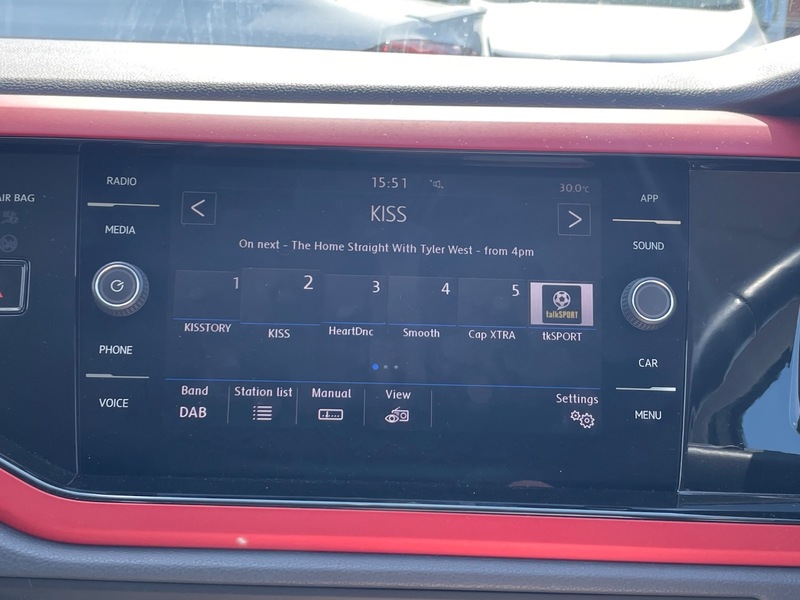 AIR BAG
RADIO
MEDIA
PHONE
VOICE
15:51
30.0°C
KISS
On next - The Home Straight With Tyler West - from 4pm
1 2 3 4 5
talkSPORT
KISSTORY KISS HeartDnc Smooth Cap XTRA tkSPORT
Band Station list Manual View Settings
DAB
APP
SOUND
CAR
MENU